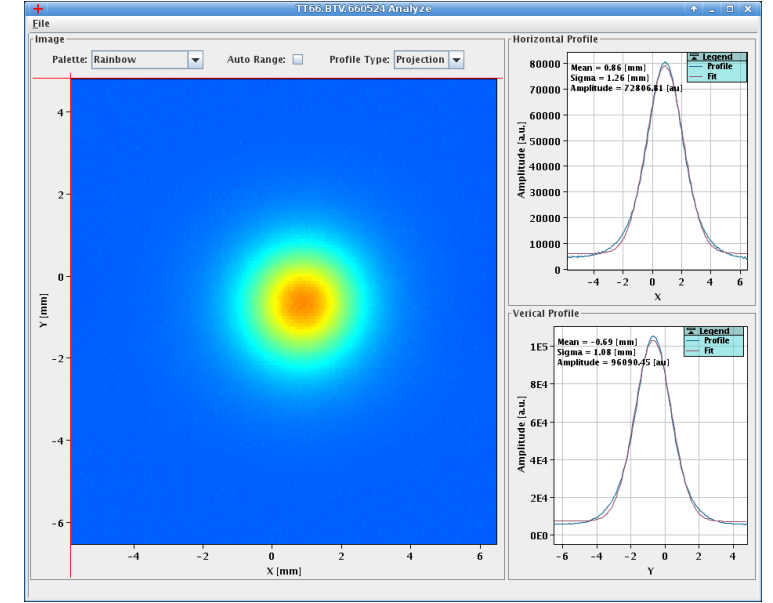 TT66.BTV.660524 Analyze
File
Image
Palette: Rainbow Auto Range: Profile Type: Projection
4
2
0
-2
-4
-6
Y [mm]
-4 -2 0 2 4 6
X [mm]
Horizontal Profile
Legend
Profile
Fit
Mean = 0.86 [mm]
Sigma = 1.26 [mm]
Amplitude = 72806.81 [au]
80000
70000
60000
50000
40000
30000
20000
10000
0
Amplitude [a.u.]
-4 -2 0 2 4 6
X
Verical Profile
Legend
Profile
Fit
Mean = -0.69 [mm]
Sigma = 1.08 [mm]
Amplitude = 96090.45 [au]
1E5
8E4
6E4
4E4
2E4
0E0
Amplitude [a.u.]
-6 -4 -2 0 2 4
Y